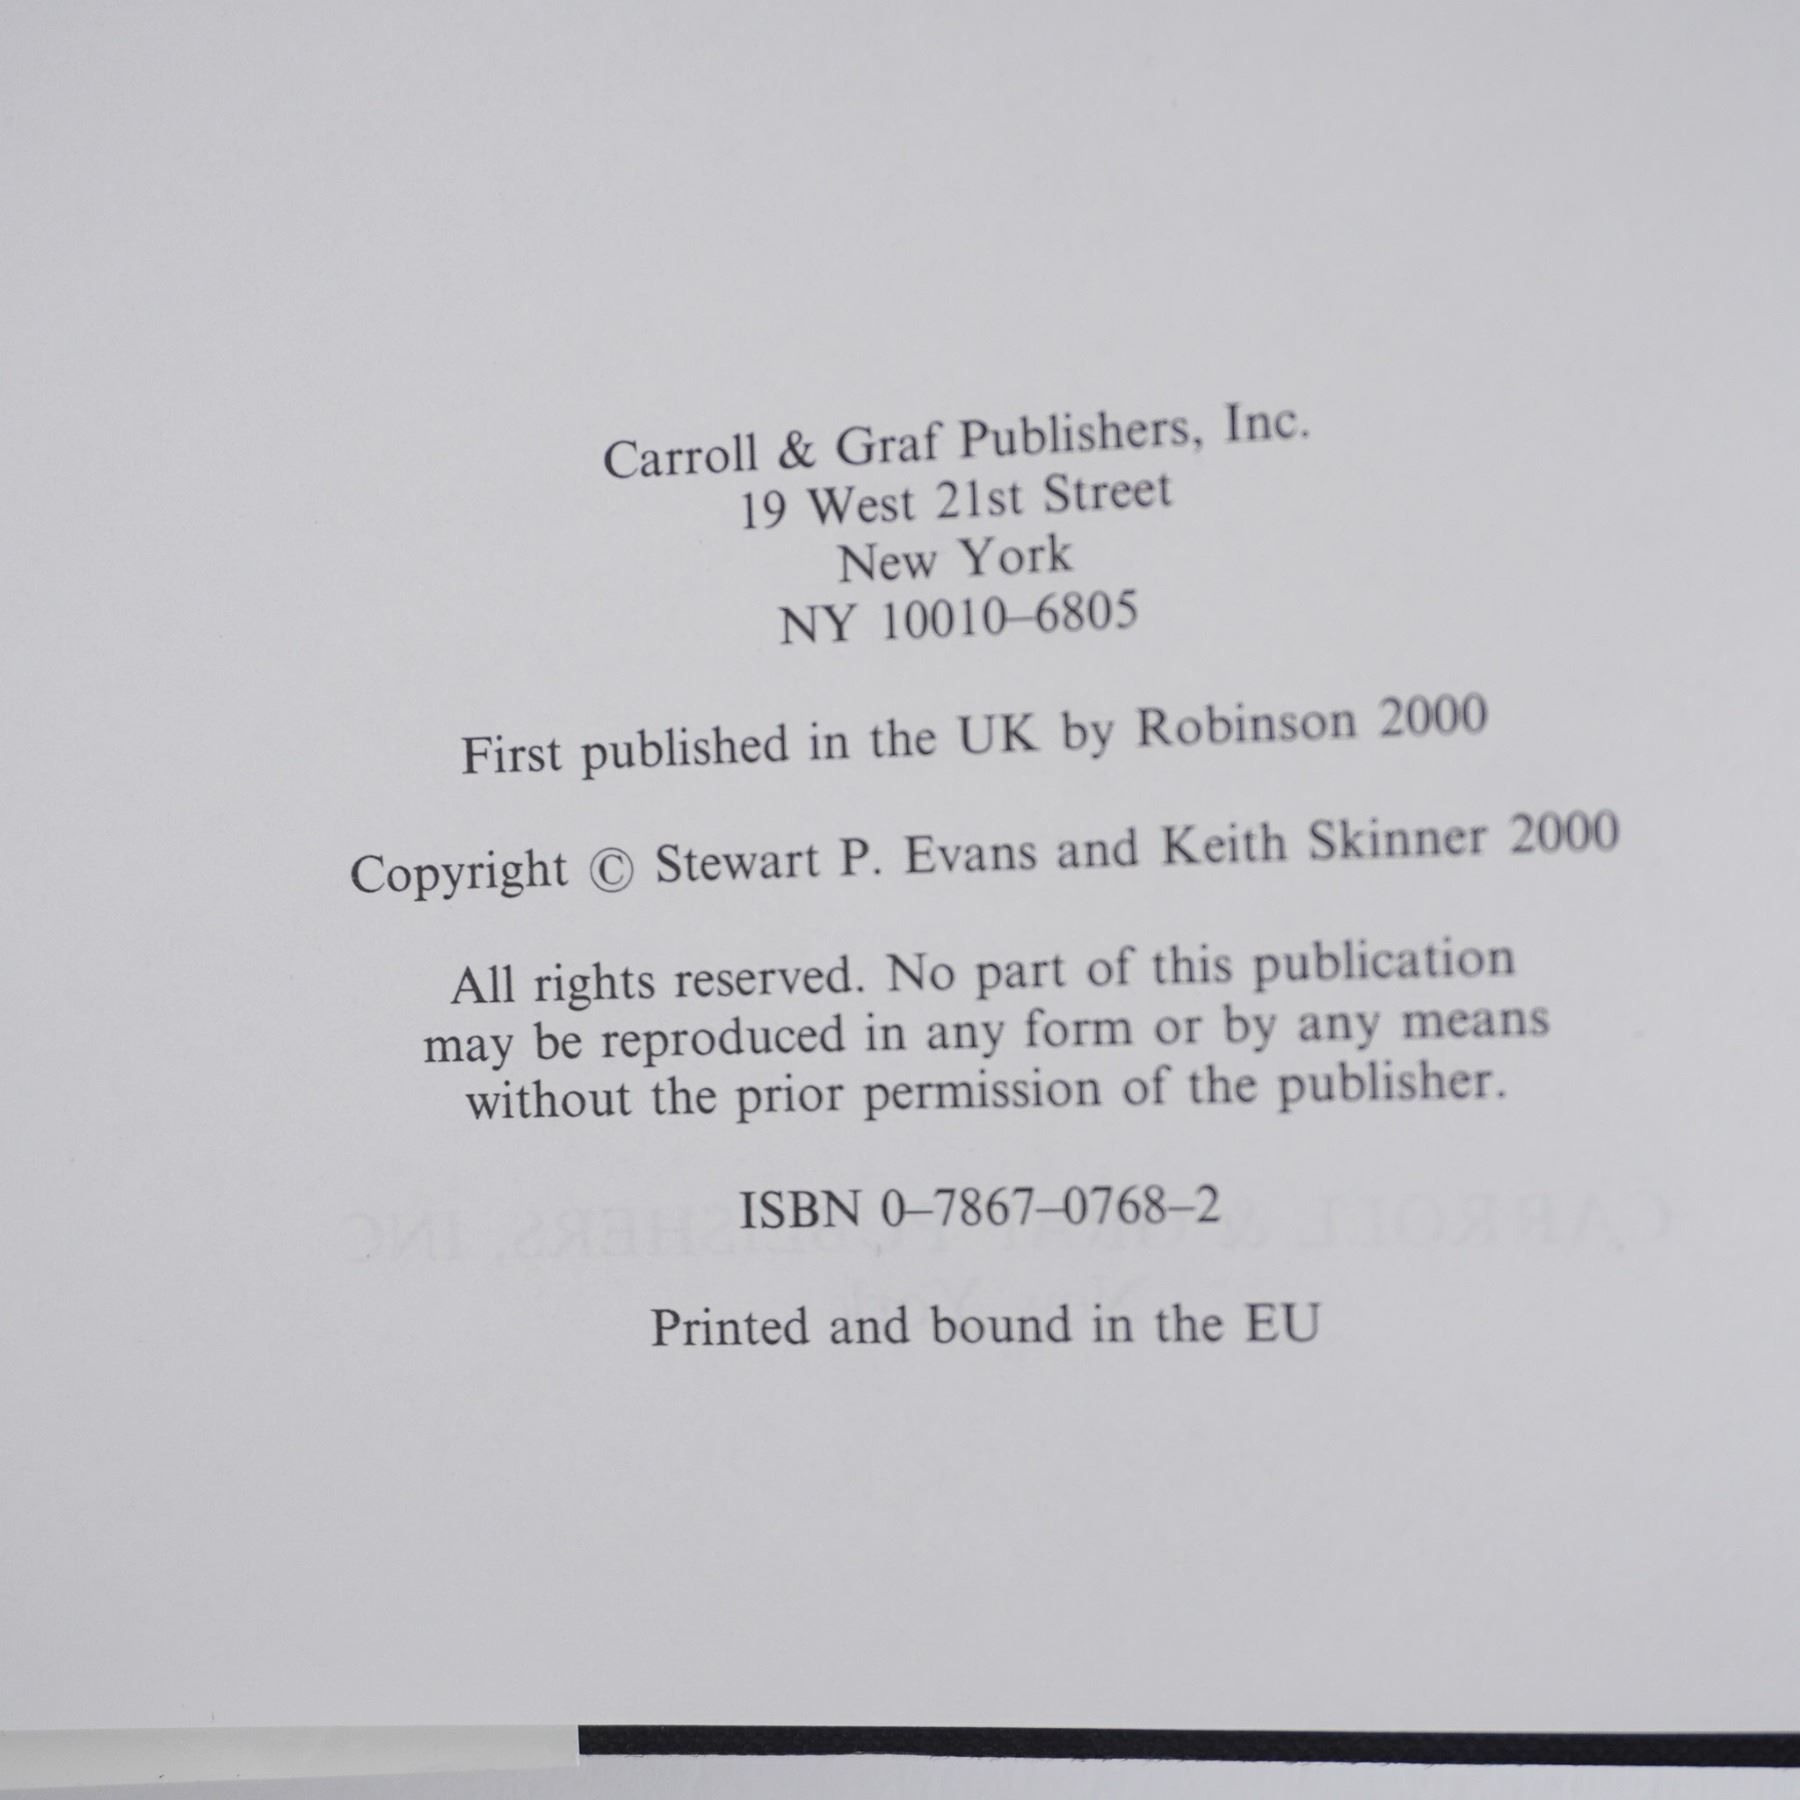 Carroll & Graf Publishers, Inc.
19 West 21st Street
New York
NY 10010–6805
First published in the UK by Robinson 2000
Copyright © Stewart P. Evans and Keith Skinner 2000
All rights reserved. No part of this publication
may be reproduced in any form or by any means
without the prior permission of the publisher.
ISBN 0–7867–0768–2
Printed and bound in the EU